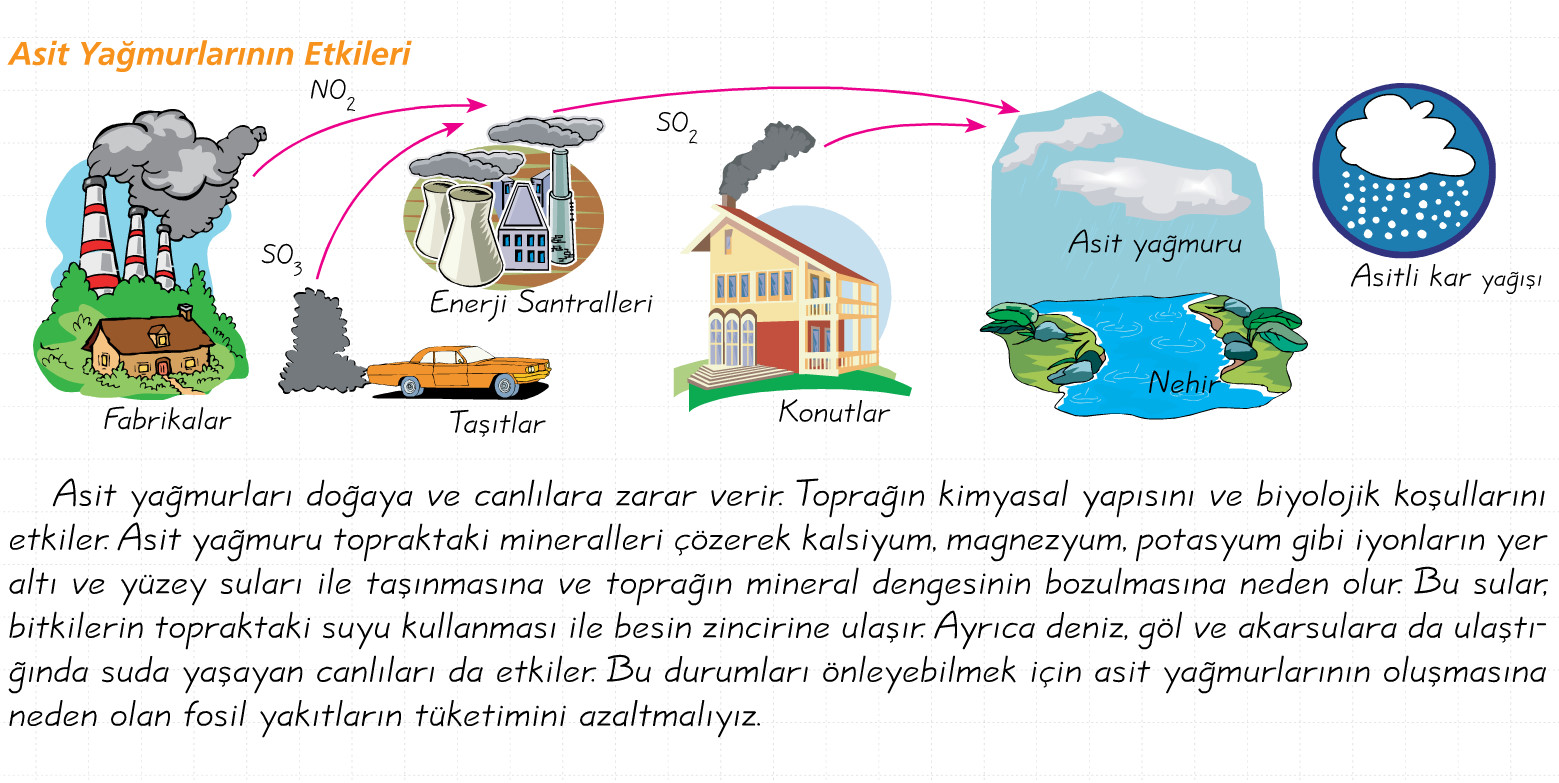 Asit Yağmurlarının Etkileri
NO2
SO2
SO3
Asit yağmuru
Asitli kar yağışı
Enerji Santralleri
Nehir
Fabrikalar
Taşıtlar
Konutlar
Asit yağmurları doğaya ve canlılara zarar verir. Toprağın kimyasal yapısını ve biyolojik koşullarını
etkiler. Asit yağmuru topraktaki mineralleri çözerek kalsiyum, magnezyum, potasyum gibi iyonların yer
altı ve yüzey suları ile taşınmasına ve toprağın mineral dengesinin bozulmasına neden olur. Bu sular,
bitkilerin topraktaki suyu kullanması ile besin zincirine ulaşır. Ayrıca deniz, göl ve akarsulara da ulaştı-
ğında suda yaşayan canlıları da etkiler. Bu durumları önleyebilmek için asit yağmurlarının oluşmasına
neden olan fosil yakıtların tüketimini azaltmalıyız.